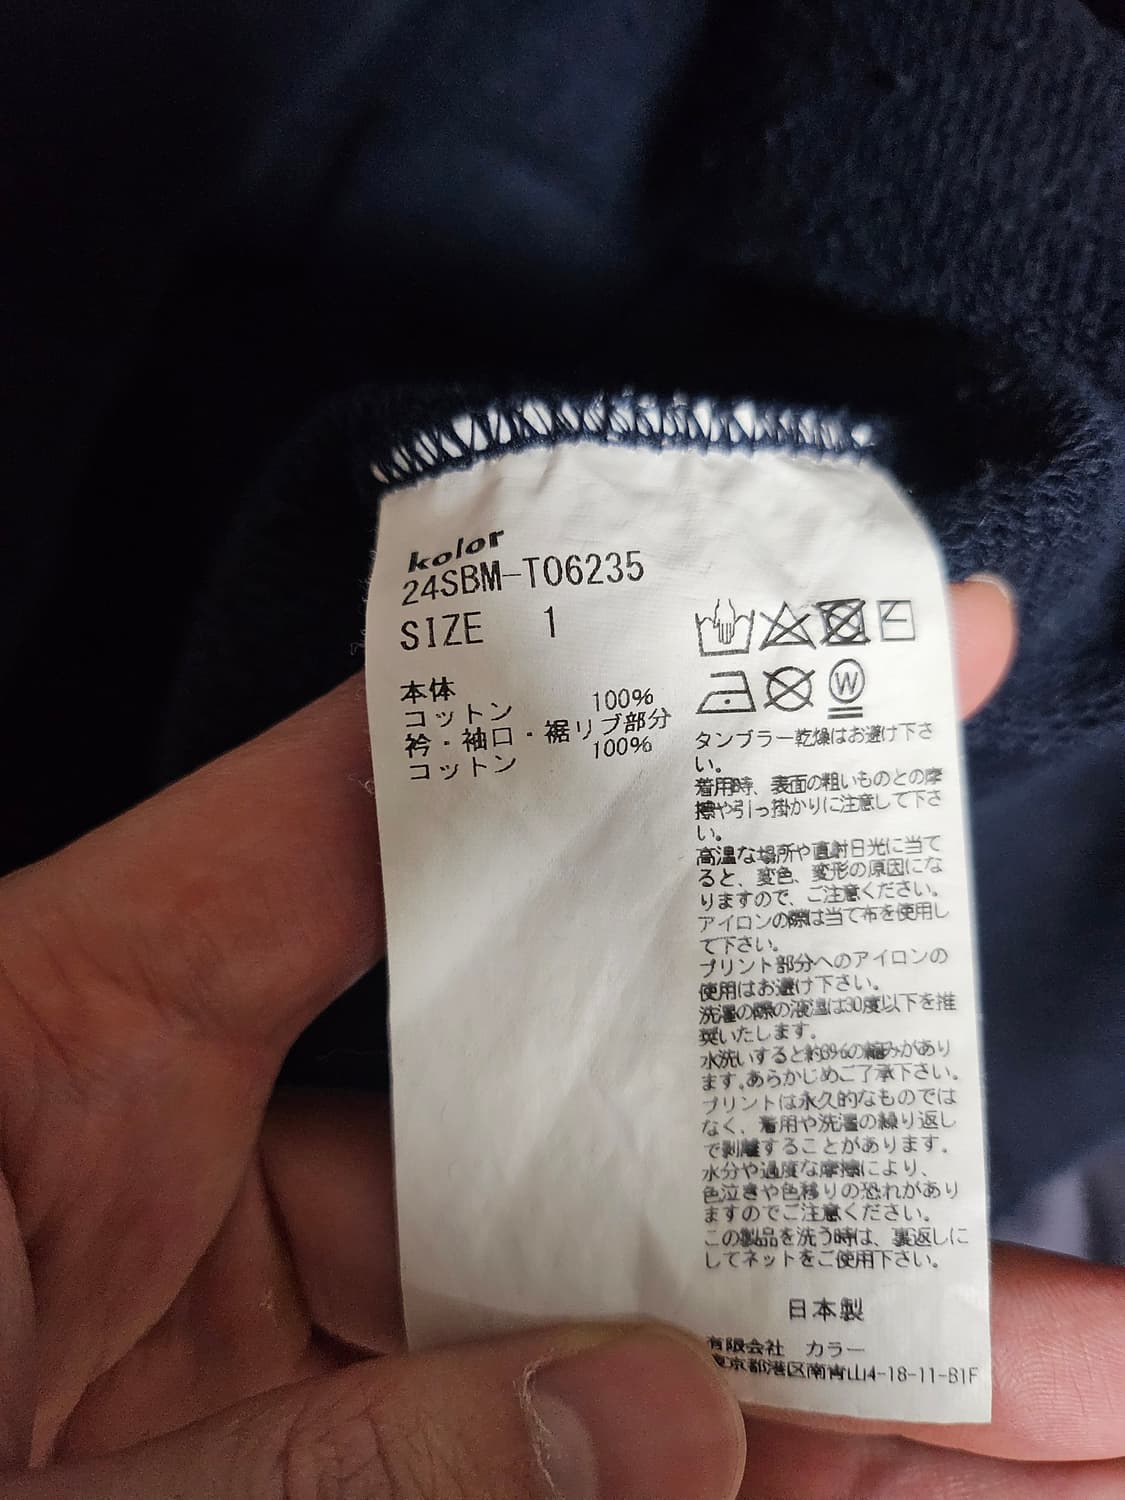 kolor
24SBM-T06235
SIZE 1
本体
コットン 100%
衿・袖口・裾リブ部分
コットン 100%
W
タンブラー乾燥はお避け下さ
い。
着用時、表面の粗いものとの摩
擦や引っ掛かりに注意して下さ
い。
高温な場所や直射日光に当て
ると、変色、変形の原因にな
りますので、ご注意ください。
アイロンの際は当て布を使用し
て下さい。
プリント部分へのアイロンの
使用はお避け下さい。
洗濯の際の液温は30度以下を推
奨いたします。
水洗いすると約3%の縮みがあり
ます。あらかじめご了承下さい。
プリントは永久的なものでは
なく、着用や洗濯の繰り返し
で剥離することがあります。
水分や過度な摩擦により、
色泣きや色移りの恐れがあり
ますのでご注意ください。
この製品を洗う時は、裏返しに
してネットをご使用下さい。
日本製
有限会社 カラー
東京都港区南青山4-18-11-B1F